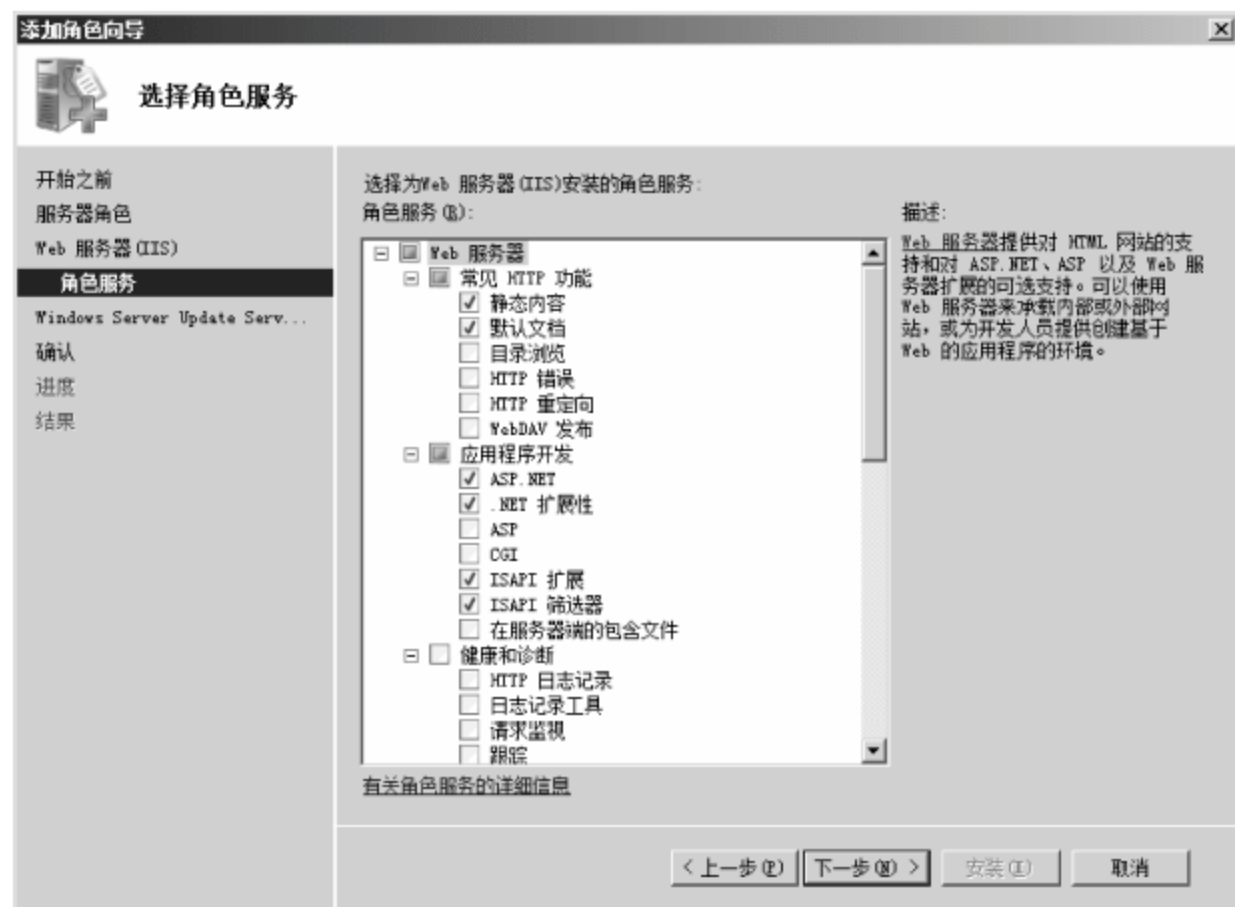 添加角色向导
选择角色服务
开始之前
服务器角色
Web 服务器(IIS)
角色服务
Windows Server Update Serv...
确认
进度
结果
选择为Web 服务器(IIS)安装的角色服务:
角色服务(R):
Web 服务器
常见 HTTP 功能
静态内容
默认文档
目录浏览
HTTP 错误
HTTP 重定向
WebDAV 发布
应用程序开发
ASP.NET
.NET 扩展性
ASP
CGI
ISAPI 扩展
ISAPI 筛选器
在服务器端的包含文件
健康和诊断
HTTP 日志记录
日志记录工具
请求监视
跟踪
有关角色服务的详细信息
描述:
Web 服务器提供对 HTML 网站的支
持和对 ASP.NET、ASP 以及 Web 服
务器扩展的可选支持。可以使用
Web 服务器来承载内部或外部网
站，或为开发人员提供创建基于
Web 的应用程序的环境。
< 上一步(P)
下一步(N) >
安装(I)
取消